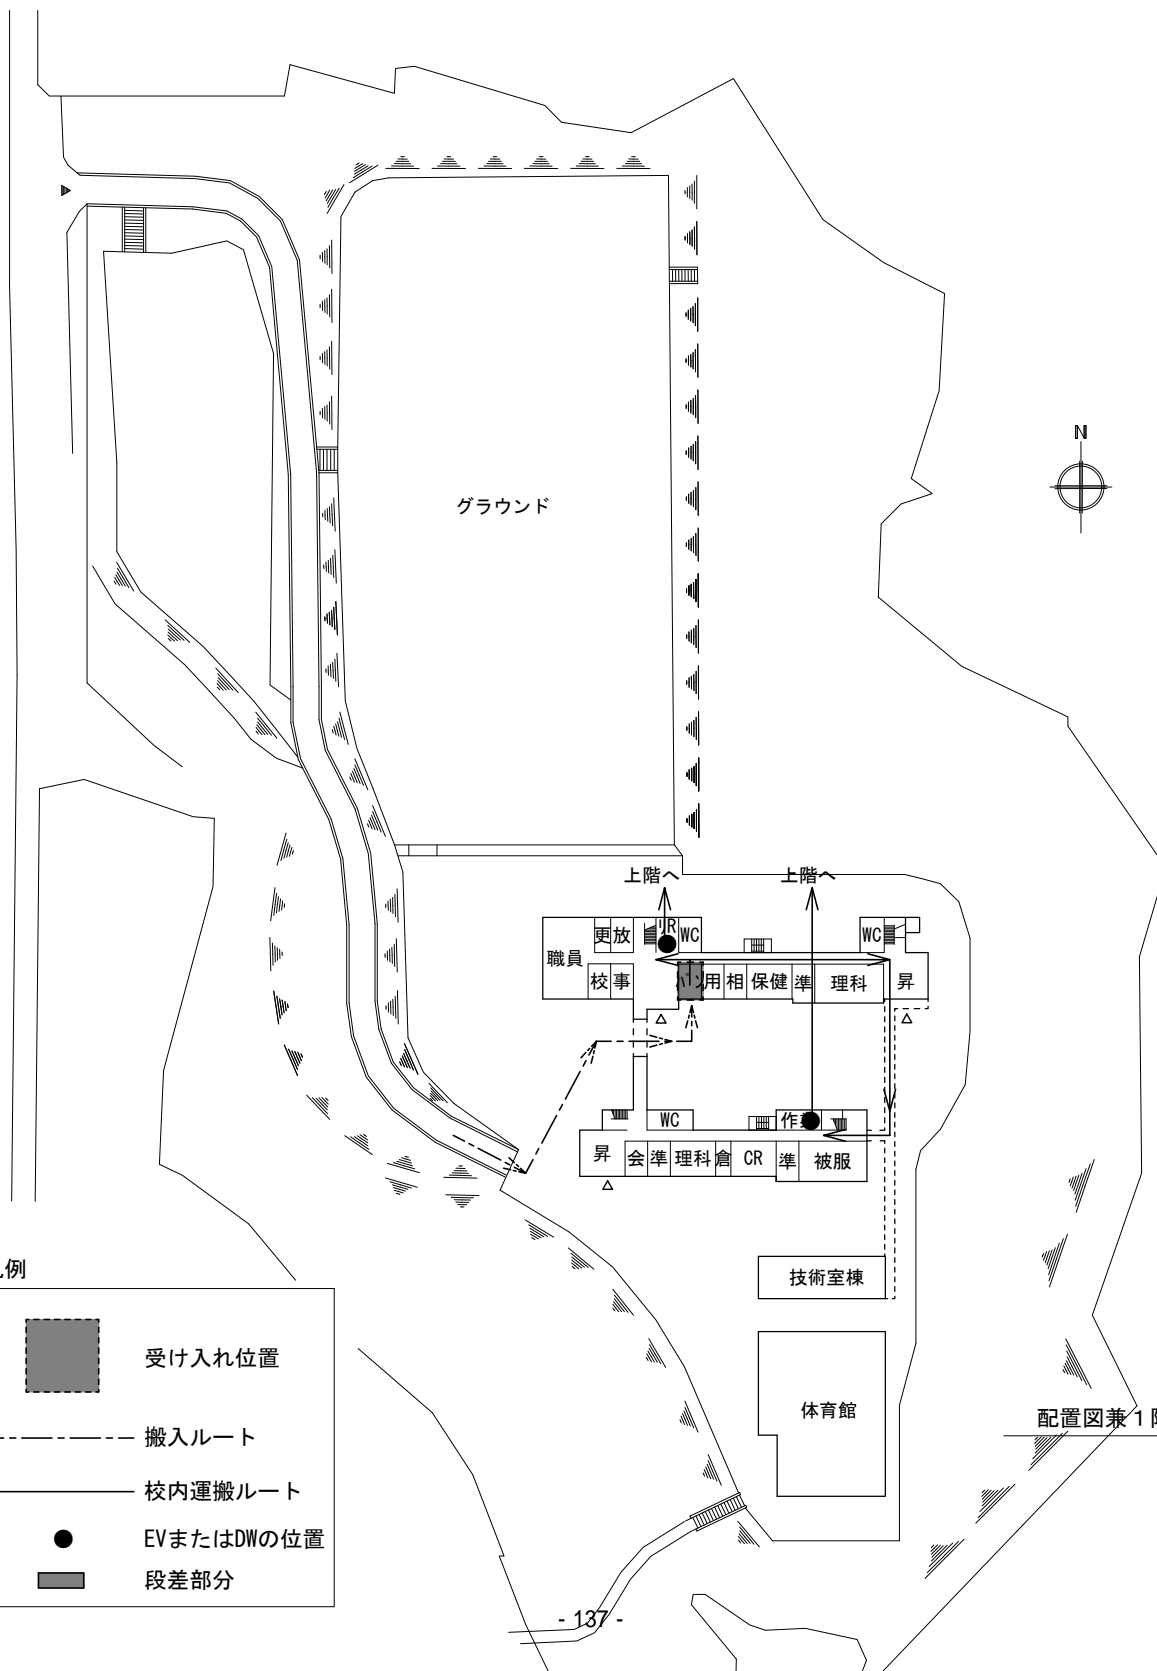 N
グラウンド
上階へ
上階へ
更
放
WC
WC
職員
校
事
用
相
保健
準
理科
昇
WC
昇
会
準
理科
倉
CR
準
被服
技術室棟
体育館
例
受け入れ位置
搬入ルート
校内運搬ルート
EVまたはDWの位置
段差部分
配置図兼1
- 137 -